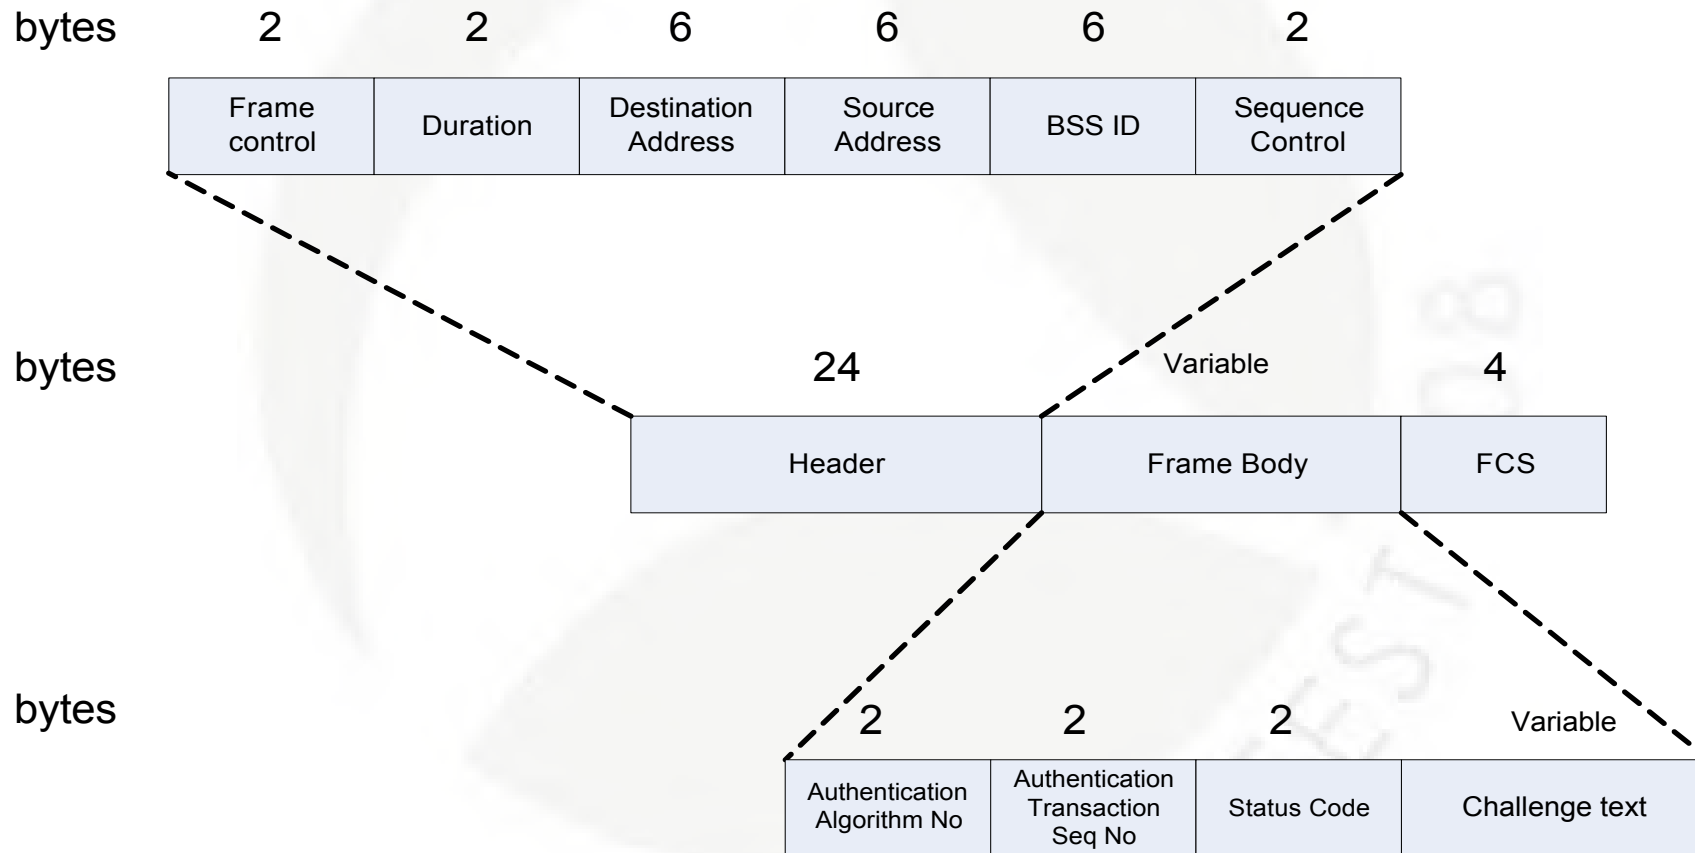 bytes 2 2 6 6 6 2
Frame
control
Duration
Destination
Address
Source
Address
BSS ID
Sequence
Control
bytes 24 Variable 4
Header Frame Body FCS
bytes 2 2 2 Variable
Authentication
Algorithm No
Authentication
Transaction
Seq No
Status Code
Challenge text